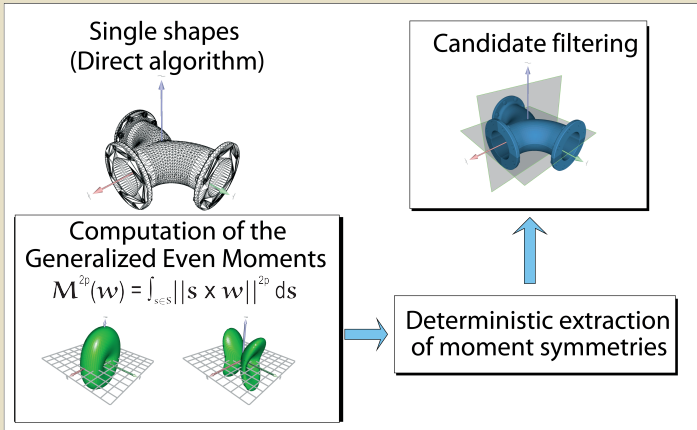 Single shapes
(Direct algorithm)
Candidate filtering
Computation of the
Generalized Even Moments
M^{2p}(w) = ∫_{s∈S} ||s x w||^{2p} ds
Deterministic extraction
of moment symmetries